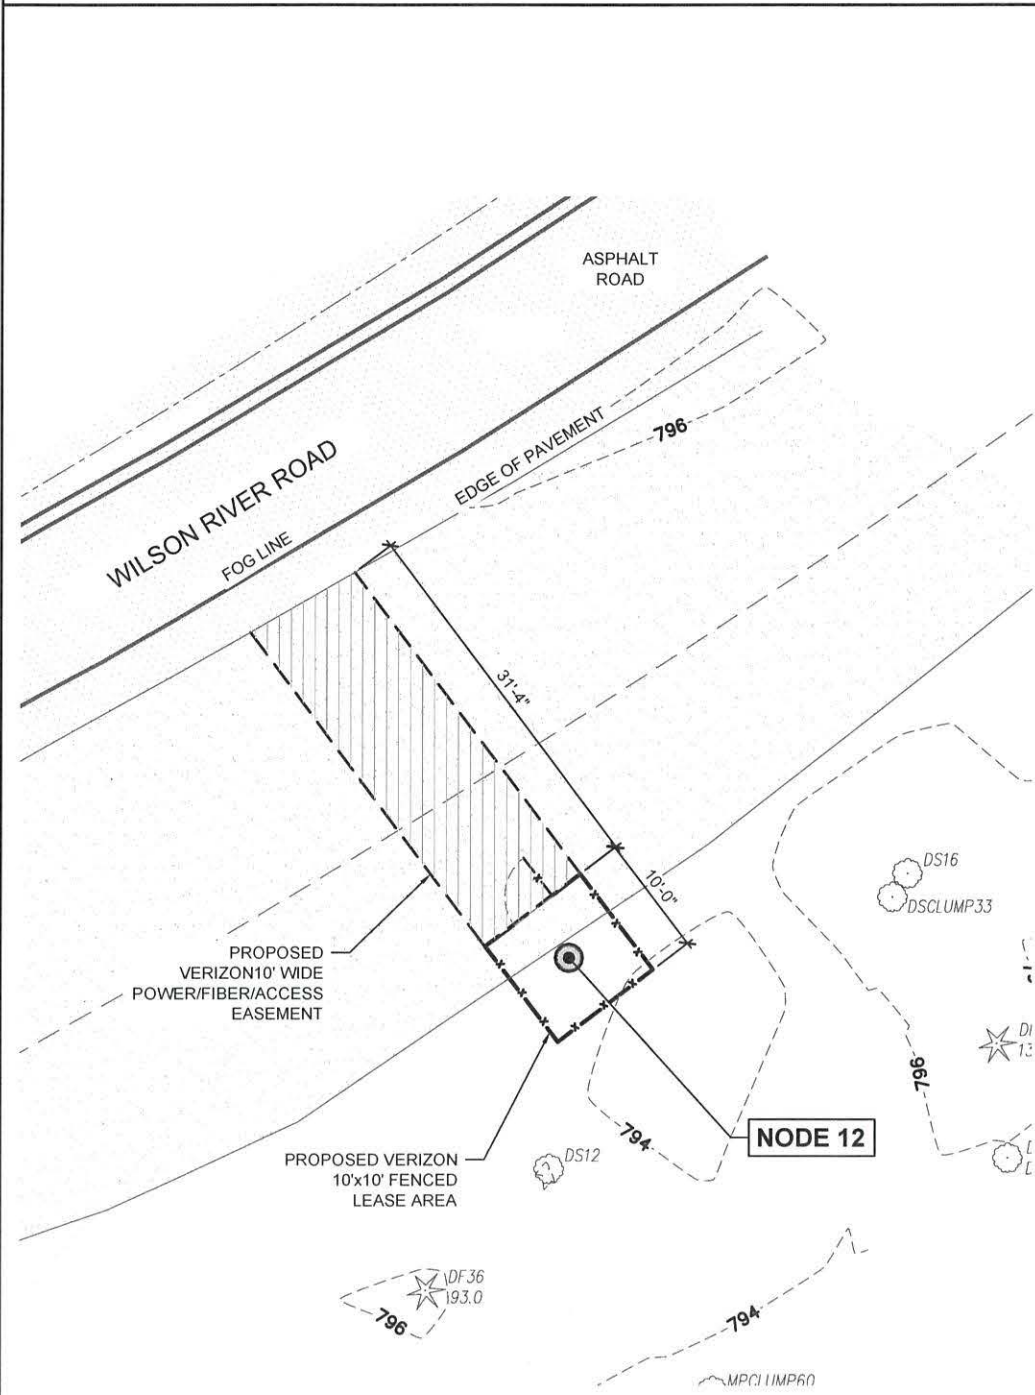 ASPHALT
ROAD
796
EDGE OF PAVEMENT
WILSON RIVER ROAD
FOG LINE
31'-4"
10'-0"
DS16
DSCLUMP33
PROPOSED
VERIZON10' WIDE
POWER/FIBER/ACCESS
EASEMENT
796
794
NODE 12
DS12
PROPOSED VERIZON
10'x10' FENCED
LEASE AREA
DF36
93.0
796
794
MPCLUMP60